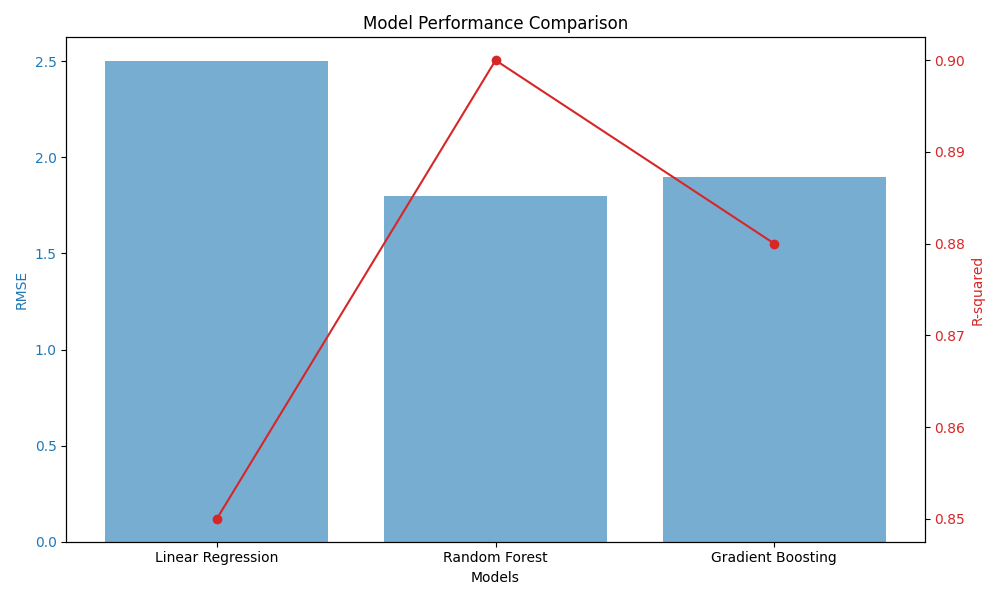 Model Performance Comparison
RMSE
2.5
2.0
1.5
1.0
0.5
0.0
0.90
0.89
0.88
0.87
0.86
0.85
R-squared
Linear Regression Random Forest Gradient Boosting
Models